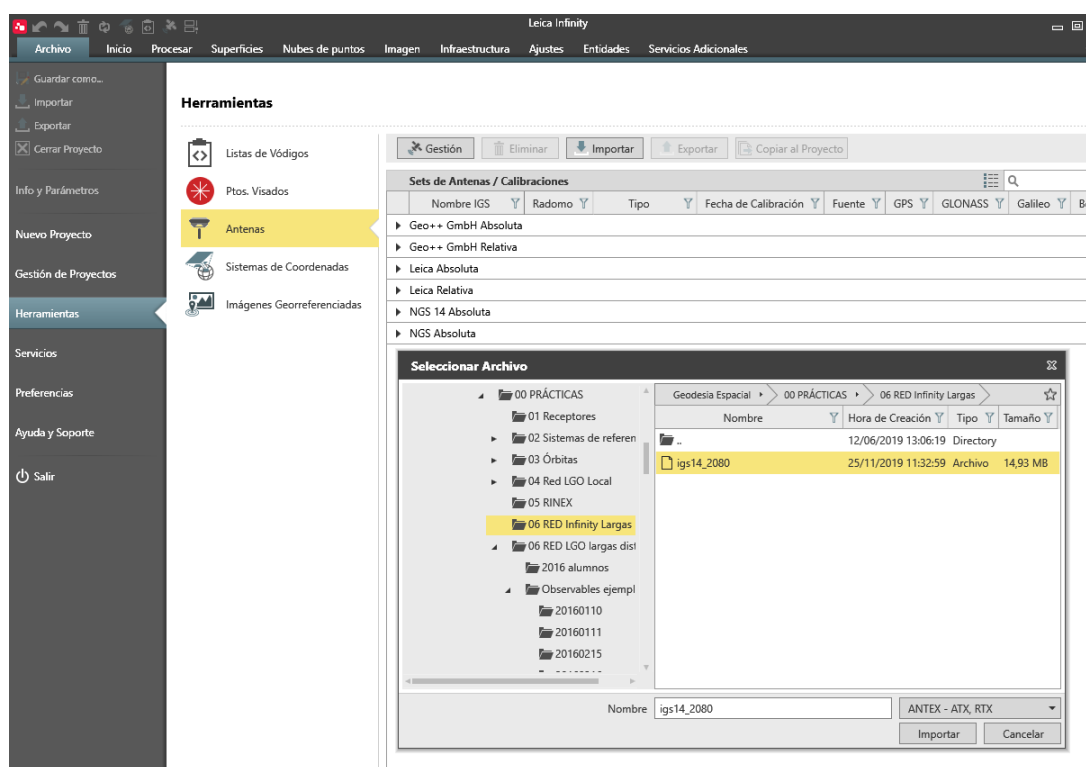 Leica Infinity
Archivo Inicio Procesar Superficies Nubes de puntos Imagen Infraestructura Ajustes Entidades Servicios Adicionales
Guardar como...
Importar
Exportar
Cerrar Proyecto
Info y Parámetros
Nuevo Proyecto
Gestión de Proyectos
Herramientas
Servicios
Preferencias
Ayuda y Soporte
Salir
Herramientas
Listas de Vódigos
Ptos. Visados
Antenas
Sistemas de Coordenadas
Imágenes Georreferenciadas
Gestión Eliminar Importar Exportar Copiar al Proyecto
Sets de Antenas / Calibraciones
Nombre IGS Radomo Tipo Fecha de Calibración Fuente GPS GLONASS Galileo
Geo++ GmbH Absoluta
Geo++ GmbH Relativa
Leica Absoluta
Leica Relativa
NGS 14 Absoluta
NGS Absoluta
Seleccionar Archivo
00 PRÁCTICAS
01 Receptores
02 Sistemas de referen
03 Órbitas
04 Red LGO Local
05 RINEX
06 RED Infinity Largas
06 RED LGO largas dist
2016 alumnos
Observables ejempl
20160110
20160111
20160215
Geodesia Espacial 00 PRÁCTICAS 06 RED Infinity Largas
Nombre Hora de Creación Tipo Tamaño
.. 12/06/2019 13:06:19 Directory
igs14_2080 25/11/2019 11:32:59 Archivo 14,93 MB
Nombre igs14_2080 ANTEX - ATX, RTX
Importar Cancelar